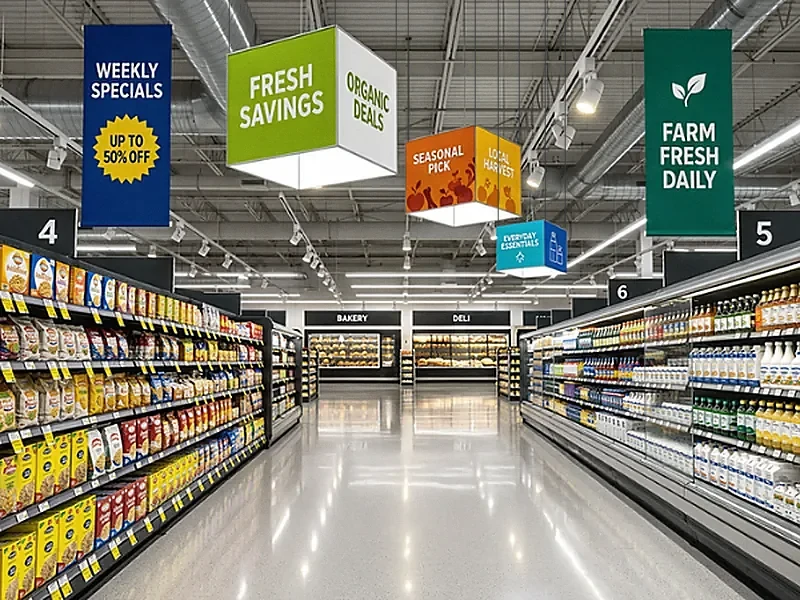 WEEKLY
SPECIALS
UP TO
50% OFF
FRESH
SAVINGS
ORGANIC
DEALS
SEASONAL
PICK
LOCAL
HARVEST
EVERYDAY
ESSENTIALS
FARM
FRESH
DAILY
4
5
6
BAKERY
DELI